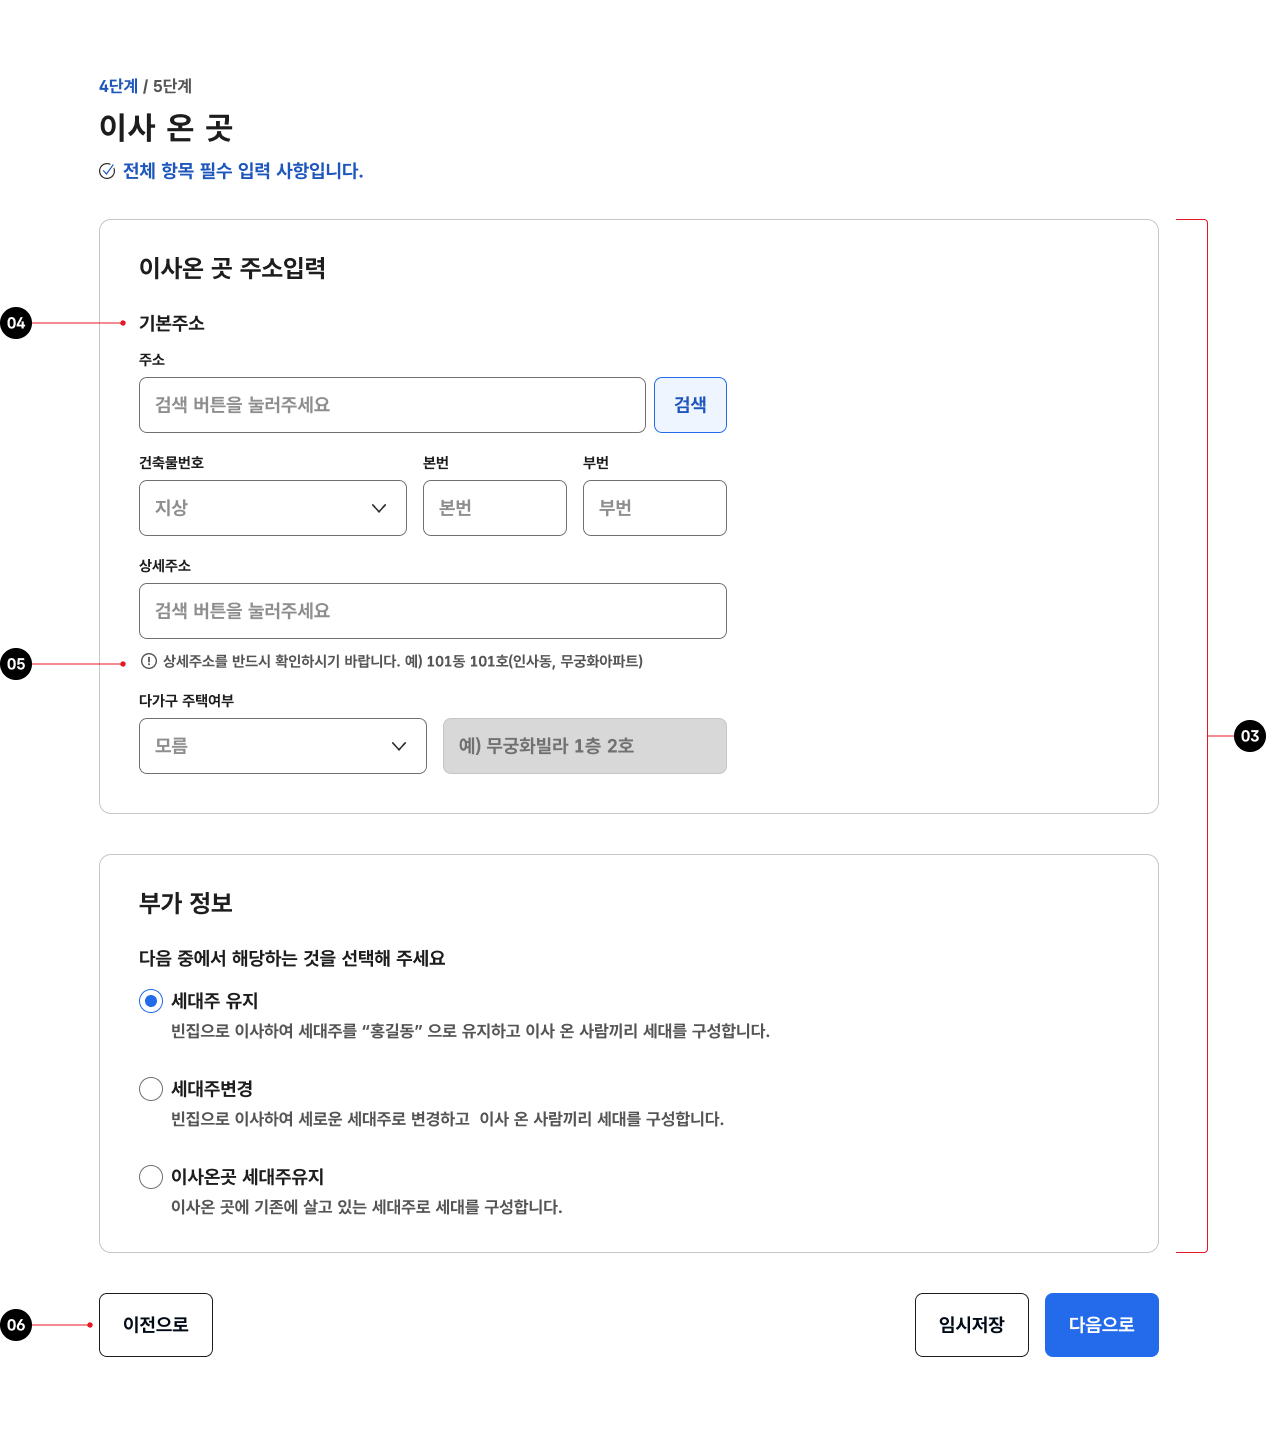 4단계 / 5단계
이사 온 곳
전체 항목 필수 입력 사항입니다.
이사온 곳 주소입력
04
기본주소
주소
검색 버튼을 눌러주세요
검색
건축물번호
본번
부번
지상
본번
부번
상세주소
검색 버튼을 눌러주세요
05
상세주소를 반드시 확인하시기 바랍니다. 예) 101동 101호(인사동, 무궁화아파트)
다가구 주택여부
모름
예) 무궁화빌라 1층 2호
03
부가 정보
다음 중에서 해당하는 것을 선택해 주세요
세대주 유지
빈집으로 이사하여 세대주를 “홍길동” 으로 유지하고 이사 온 사람끼리 세대를 구성합니다.
세대주변경
빈집으로 이사하여 세로운 세대주로 변경하고  이사 온 사람끼리 세대를 구성합니다.
이사온곳 세대주유지
이사온 곳에 기존에 살고 있는 세대주로 세대를 구성합니다.
06
이전으로
임시저장
다음으로